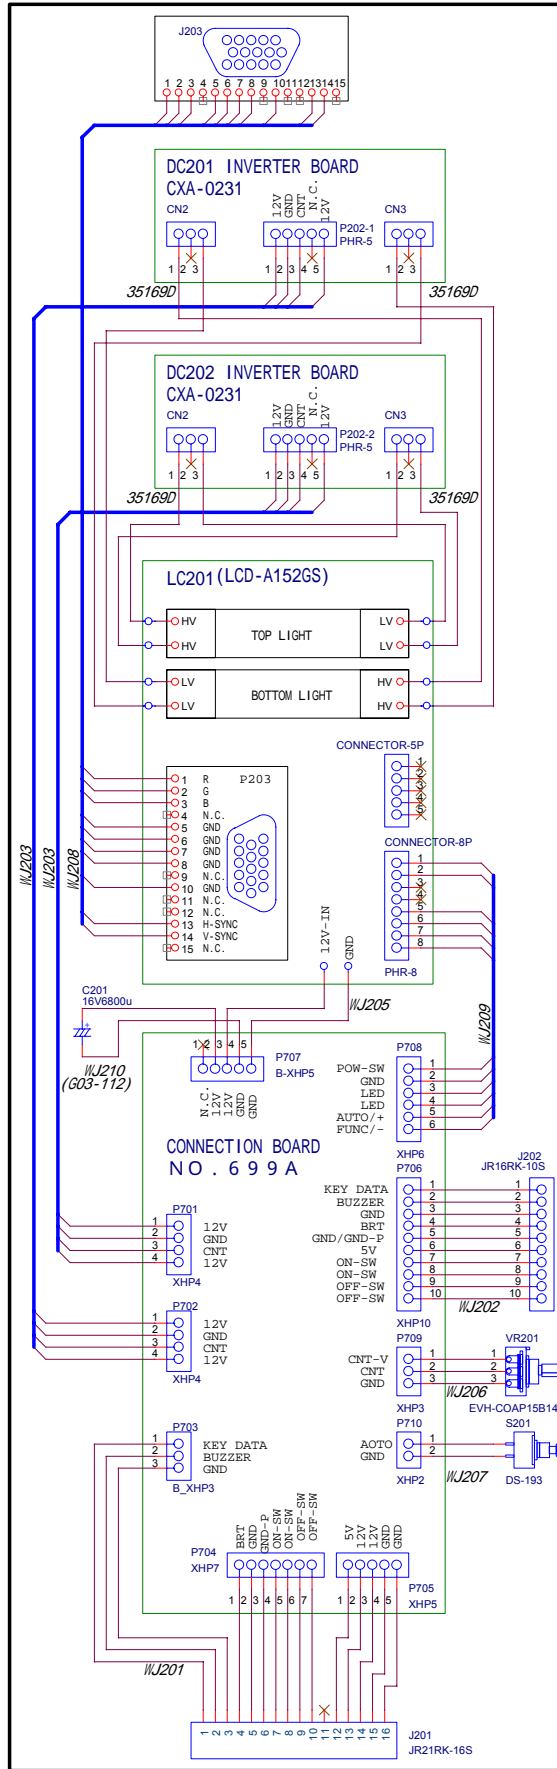 J203
1 2 3 4 5 6 7 8 9 10 11 11 12 13 14 15
DC201 INVERTER BOARD
CXA-0231
CN2
12V
GND
CNT
N.C.
12V
P202-1
PHR-5
CN3
1 2 3
1 2 3 4 5
1 2 3
35169D
35169D
DC202 INVERTER BOARD
CXA-0231
CN2
12V
GND
CNT
N.C.
12V
P202-2
PHR-5
CN3
1 2 3
1 2 3 4 5
1 2 3
35169D
35169D
LC201 (LCD-A152GS)
HV
HV
TOP LIGHT
LV
LV
LV
LV
BOTTOM LIGHT
HV
HV
CONNECTOR-5P
1
2
3
4
5
P203
1 R
2 G
3 B
4 N.C.
5 GND
6 GND
7 GND
8 GND
9 N.C.
10 GND
11 N.C.
12 N.C.
13 H-SYNC
14 V-SYNC
15 N.C.
CONNECTOR-8P
1
2
3
4
5
6
7
8
PHR-8
WJ203
WJ203
WJ208
12V-IN
GND
C201
16V6800u
+
WJ205
WJ209
WJ210
(G03-112)
1 2 3 4 5
P707
B-XHP5
N.C.
12V
12V
GND
GND
P708
POW-SW 1
GND 2
LED 3
LED 4
AUTO/+ 5
FUNC/- 6
XHP6
CONNECTION BOARD
NO.699A
P706
J202
JR16RK-10S
KEY DATA 1 1
BUZZER 2 2
GND 3 3
BRT 4 4
GND/GND-P 5 5
5V 6 6
ON-SW 7 7
ON-SW 8 8
OFF-SW 9 9
OFF-SW 10 10
XHP10
WJ202
P701
1 12V
2 GND
3 CNT
4 12V
XHP4
P702
1 12V
2 GND
3 CNT
4 12V
XHP4
P709
VR201
CNT-V 1 1
CNT 2 2
GND 3 3
XHP3
WJ206
EVH-COAP15B14
P703
1 KEY DATA
2 BUZZER
3 GND
B_XHP3
P710
S201
AOTO 1 1
GND 2 2
XHP2
WJ207
DS-193
P704
XHP7
BRT
GND
GND-P
ON-SW
ON-SW
OFF-SW
OFF-SW
5V
12V
12V
GND
GND
P705
XHP5
1 2 3 4 5 6 7
1 2 3 4 5
WJ201
1 2 3 4 5 6 7 8 9 10 11 12 13 14 15 16
J201
JR21RK-16S